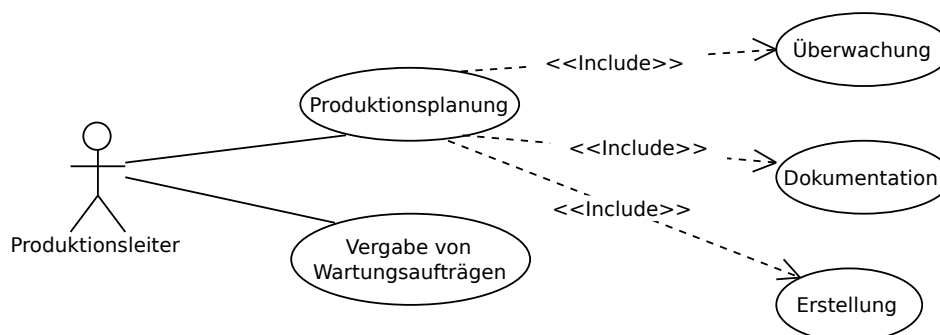 Überwachung
<<Include>>
Produktionsplanung
<<Include>>
Dokumentation
<<Include>>
Produktionsleiter
Vergabe von
Wartungsaufträgen
Erstellung